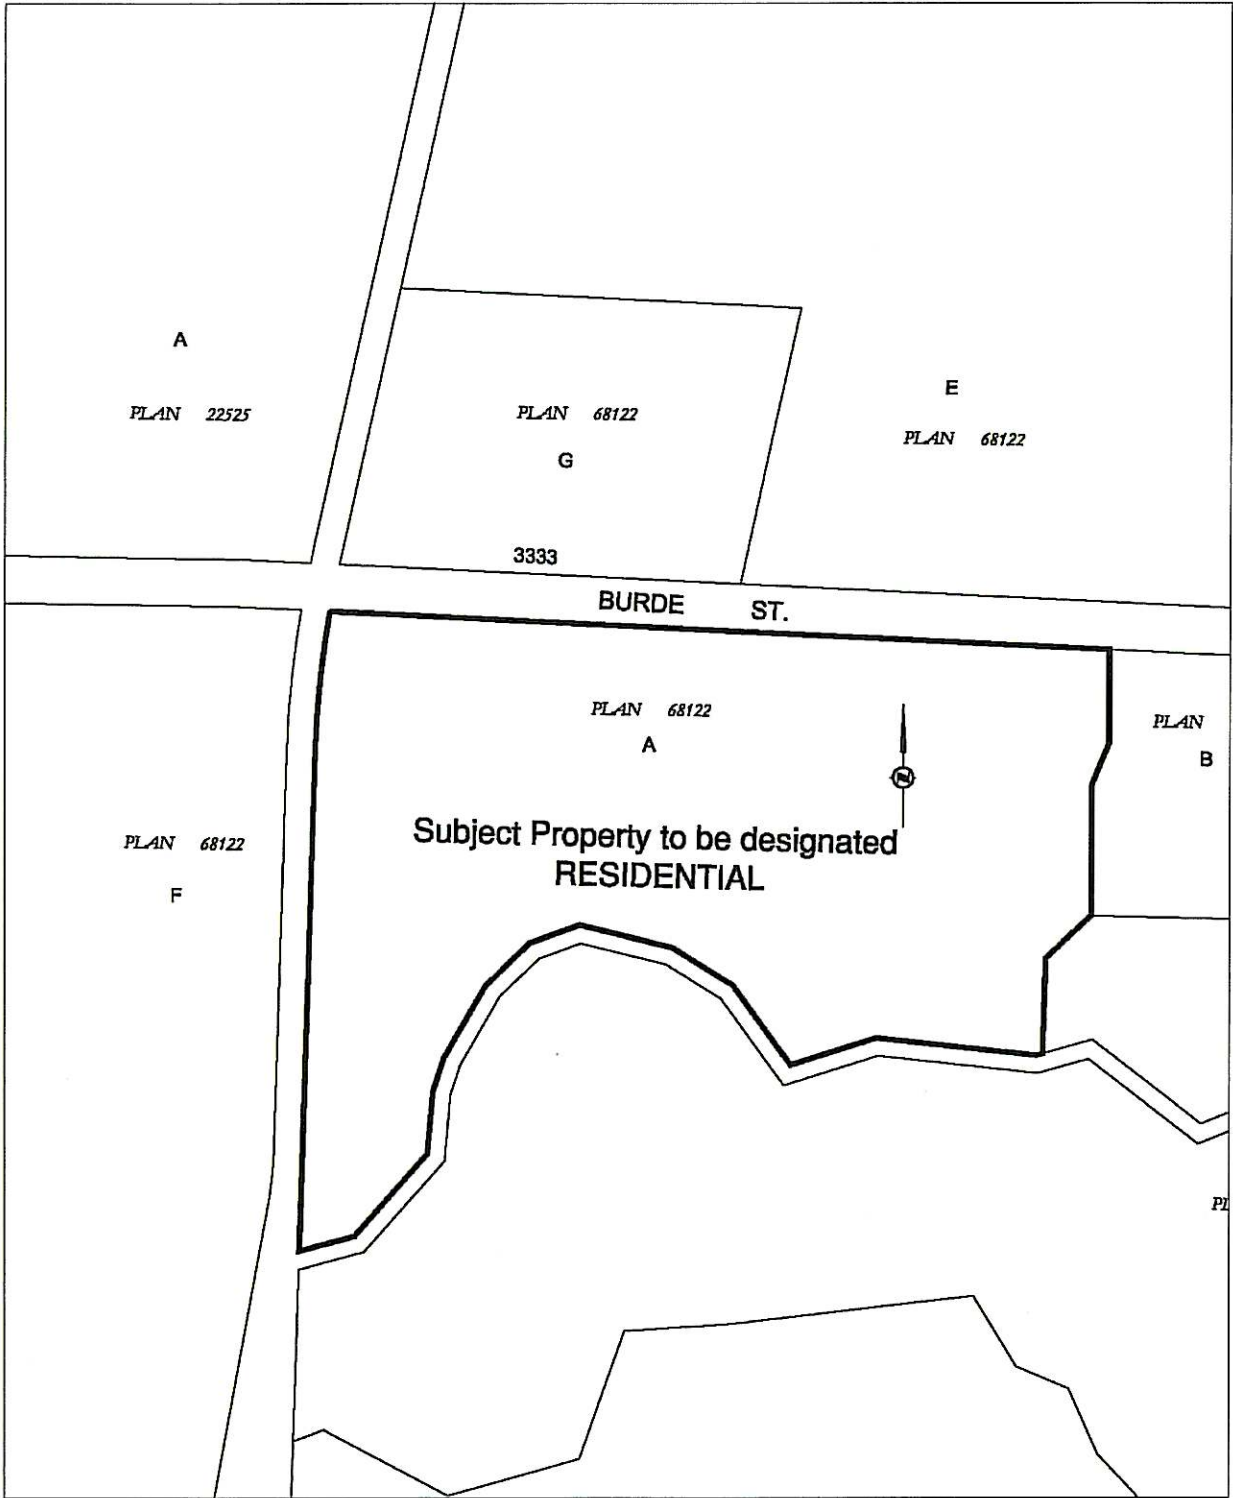 A
PLAN 22525
PLAN 68122
G
E
PLAN 68122
3333
BURDE ST.
PLAN 68122
A
PLAN
B
Subject Property to be designated
RESIDENTIAL
PLAN 68122
F